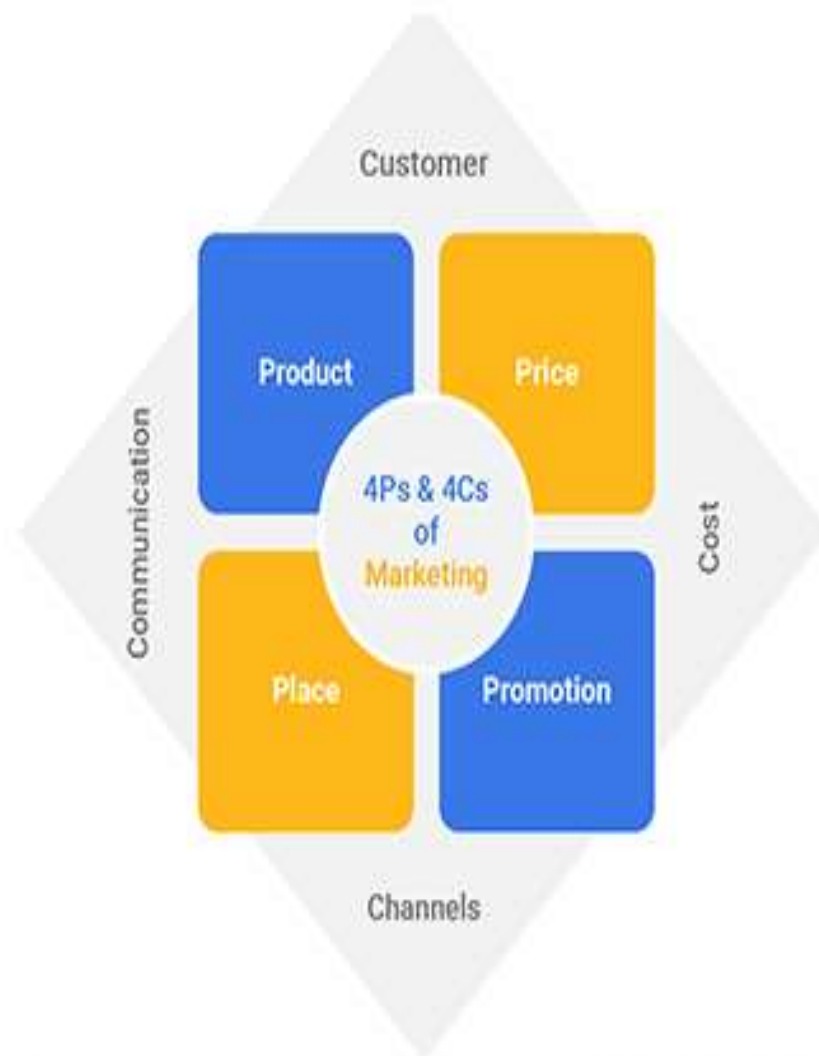 Customer
Product
Price
Communication
4Ps & 4Cs
of
Marketing
Cost
Place
Promotion
Channels